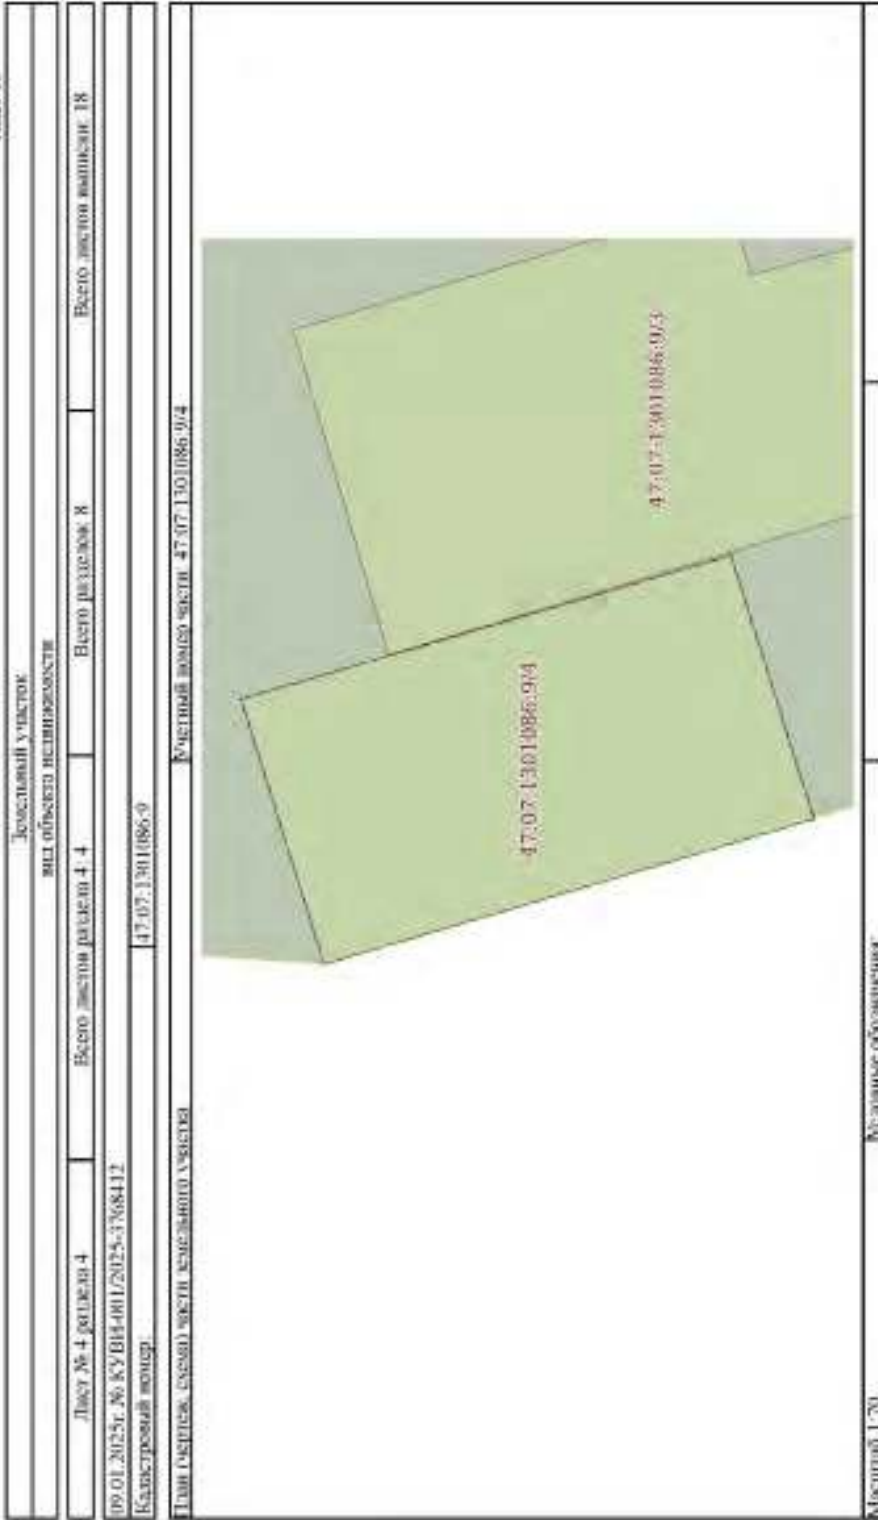 Земельный участок
вид объекта недвижимости
Лист № 4 раздела 4 Всего листов раздела 4: 4 Всего разделов: 8 Всего листов выписки: 18
09.01.2025г. № КУВИ-001/2025-3768412
Кадастровый номер: 47:07:1301086:9
План (чертеж, схема) части земельного участка Учетный номер части: 47:07:1301086:9/4
47:07:1301086:9/4
47:07:1301086:9/3
Масштаб 1:70 Условные обозначения: